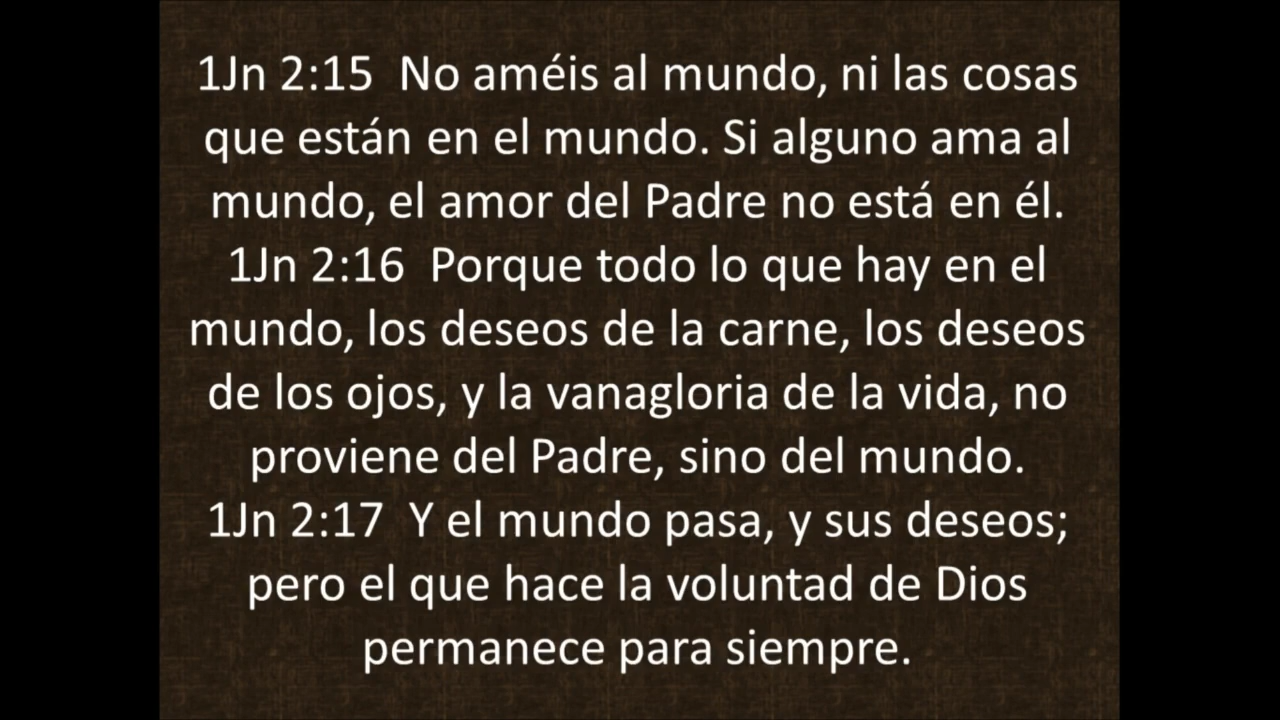 1Jn 2:15  No améis al mundo, ni las cosas
que están en el mundo. Si alguno ama al
mundo, el amor del Padre no está en él.
1Jn 2:16  Porque todo lo que hay en el
mundo, los deseos de la carne, los deseos
de los ojos, y la vanagloria de la vida, no
proviene del Padre, sino del mundo.
1Jn 2:17  Y el mundo pasa, y sus deseos;
pero el que hace la voluntad de Dios
permanece para siempre.